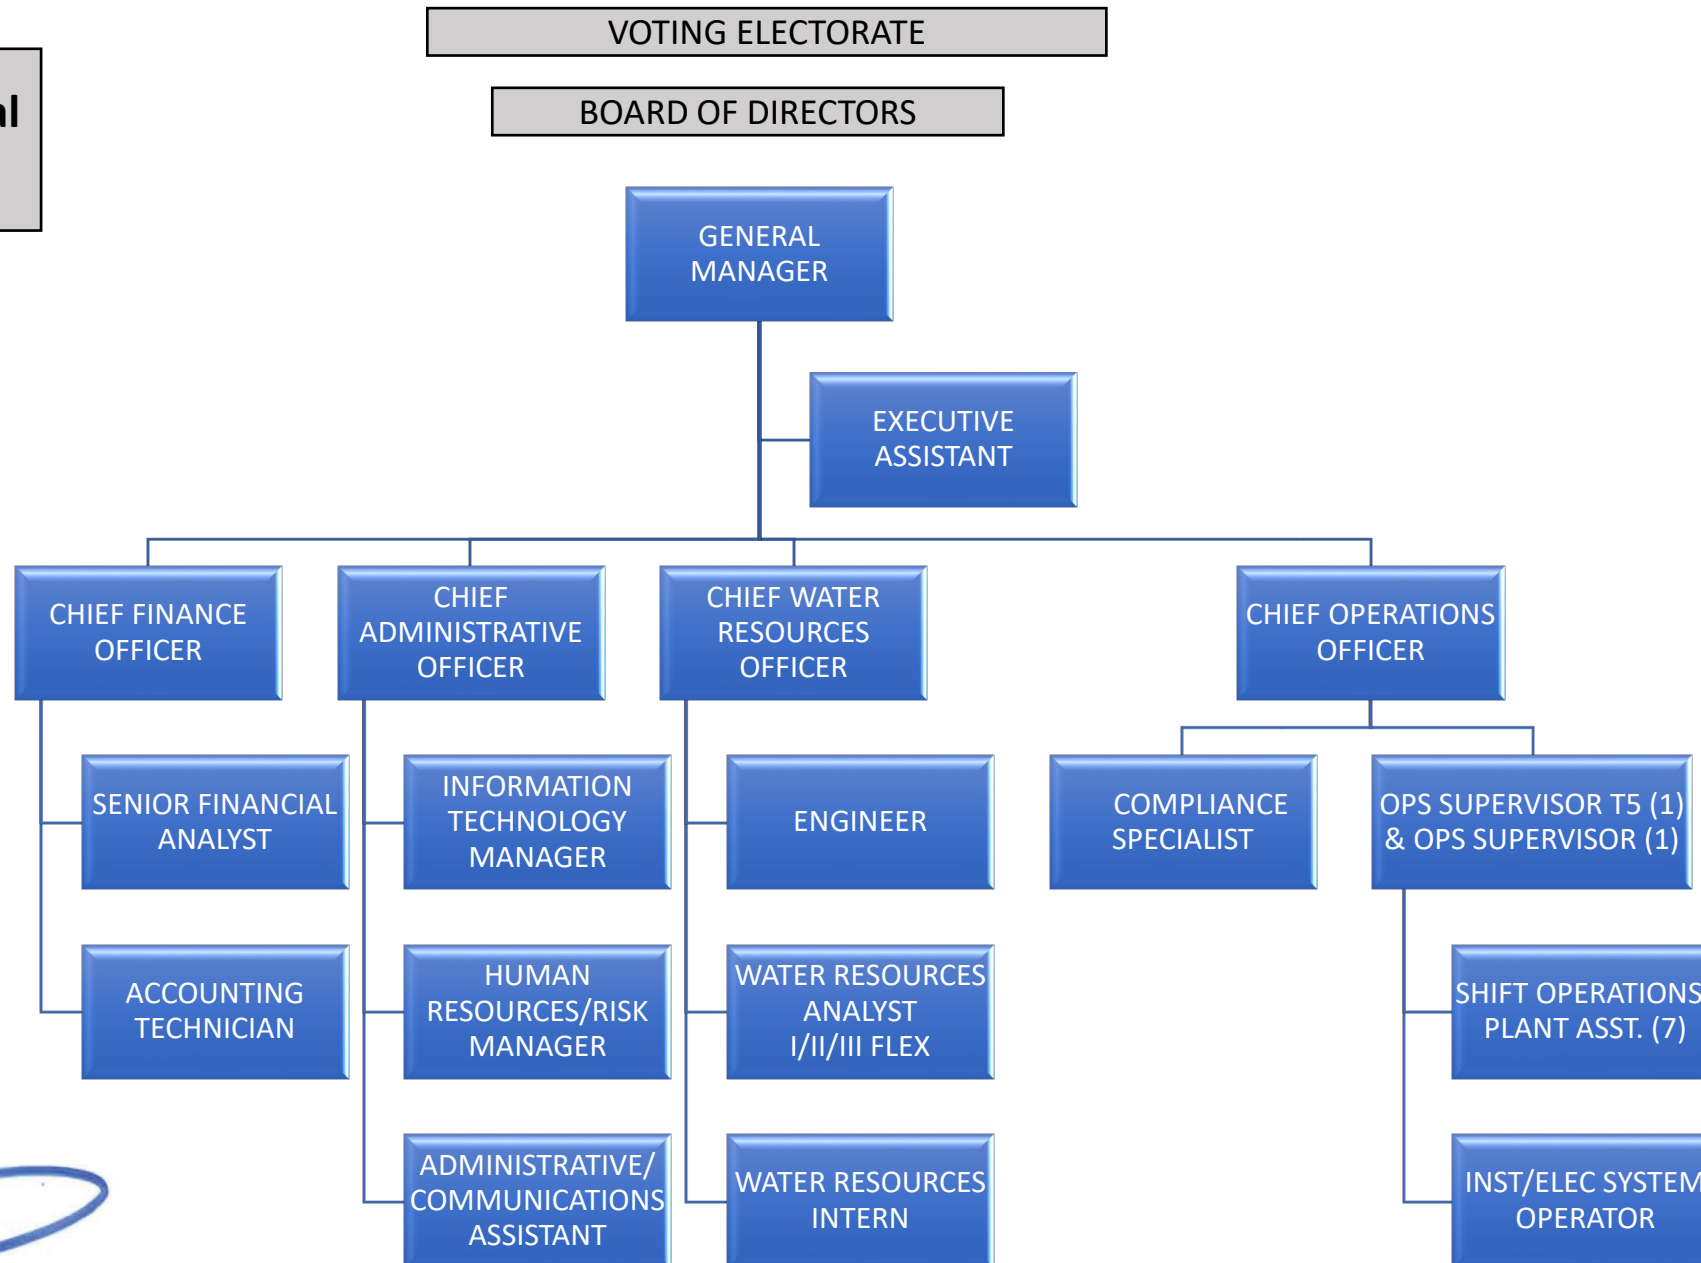 VOTING ELECTORATE
BOARD OF DIRECTORS
GENERAL
MANAGER
EXECUTIVE
ASSISTANT
CHIEF FINANCE
OFFICER
CHIEF
ADMINISTRATIVE
OFFICER
CHIEF WATER
RESOURCES
OFFICER
CHIEF OPERATIONS
OFFICER
SENIOR FINANCIAL
ANALYST
INFORMATION
TECHNOLOGY
MANAGER
ENGINEER
COMPLIANCE
SPECIALIST
OPS SUPERVISOR T5 (1)
& OPS SUPERVISOR (1)
ACCOUNTING
TECHNICIAN
HUMAN
RESOURCES/RISK
MANAGER
WATER RESOURCES
ANALYST
I/II/III FLEX
SHIFT OPERATIONS
PLANT ASST. (7)
ADMINISTRATIVE/
COMMUNICATIONS
ASSISTANT
WATER RESOURCES
INTERN
INST/ELEC SYSTEM
OPERATOR